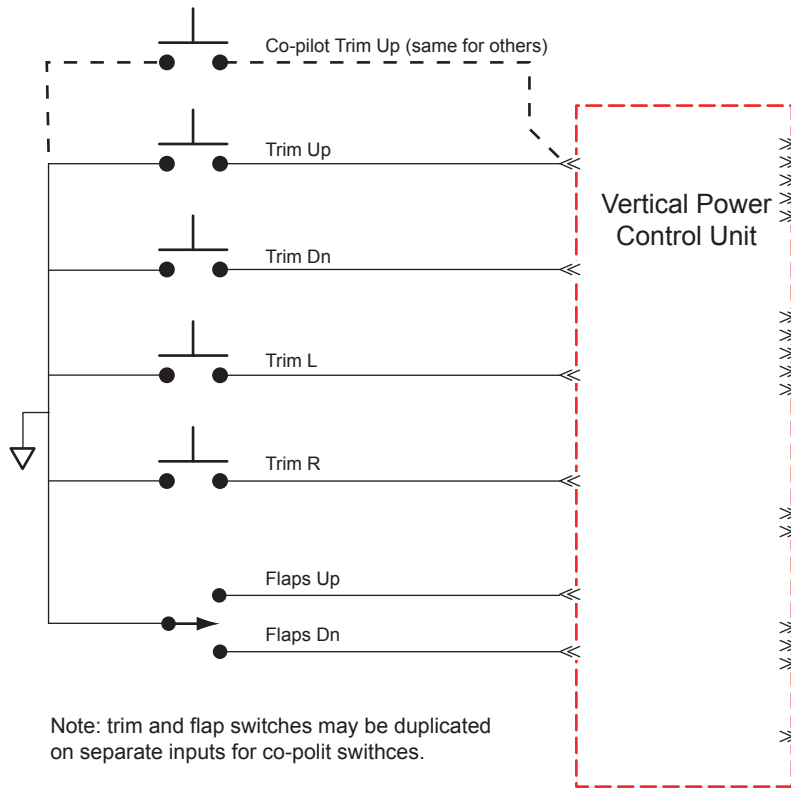 Co-pilot Trim Up (same for others)
Trim Up
Vertical Power
Control Unit
Trim Dn
Trim L
Trim R
Flaps Up
Flaps Dn
Note: trim and flap switches may be duplicated
on separate inputs for co-polit swithces.